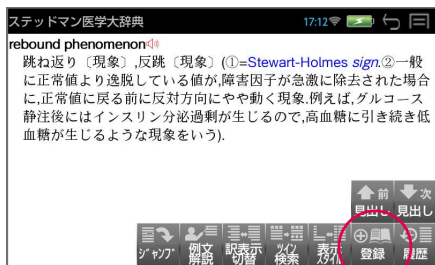 ステッドマン医学大辞典 17:12
rebound phenomenon
跳ね返り〔現象〕,反跳〔現象〕(①=Stewart-Holmes sign.②一般
に正常値より逸脱している値が,障害因子が急激に除去された場合
に,正常値に戻る前に反対方向にやや動く現象.例えば,グルコース
静注後にはインスリン分泌過剰が生じるので,高血糖に引き続き低
血糖が生じるような現象をいう).
前 次
見出し 見出し
ジャンプ 例文解説 訳表示切替 ツイン検索 表示スタイル 登録 履歴